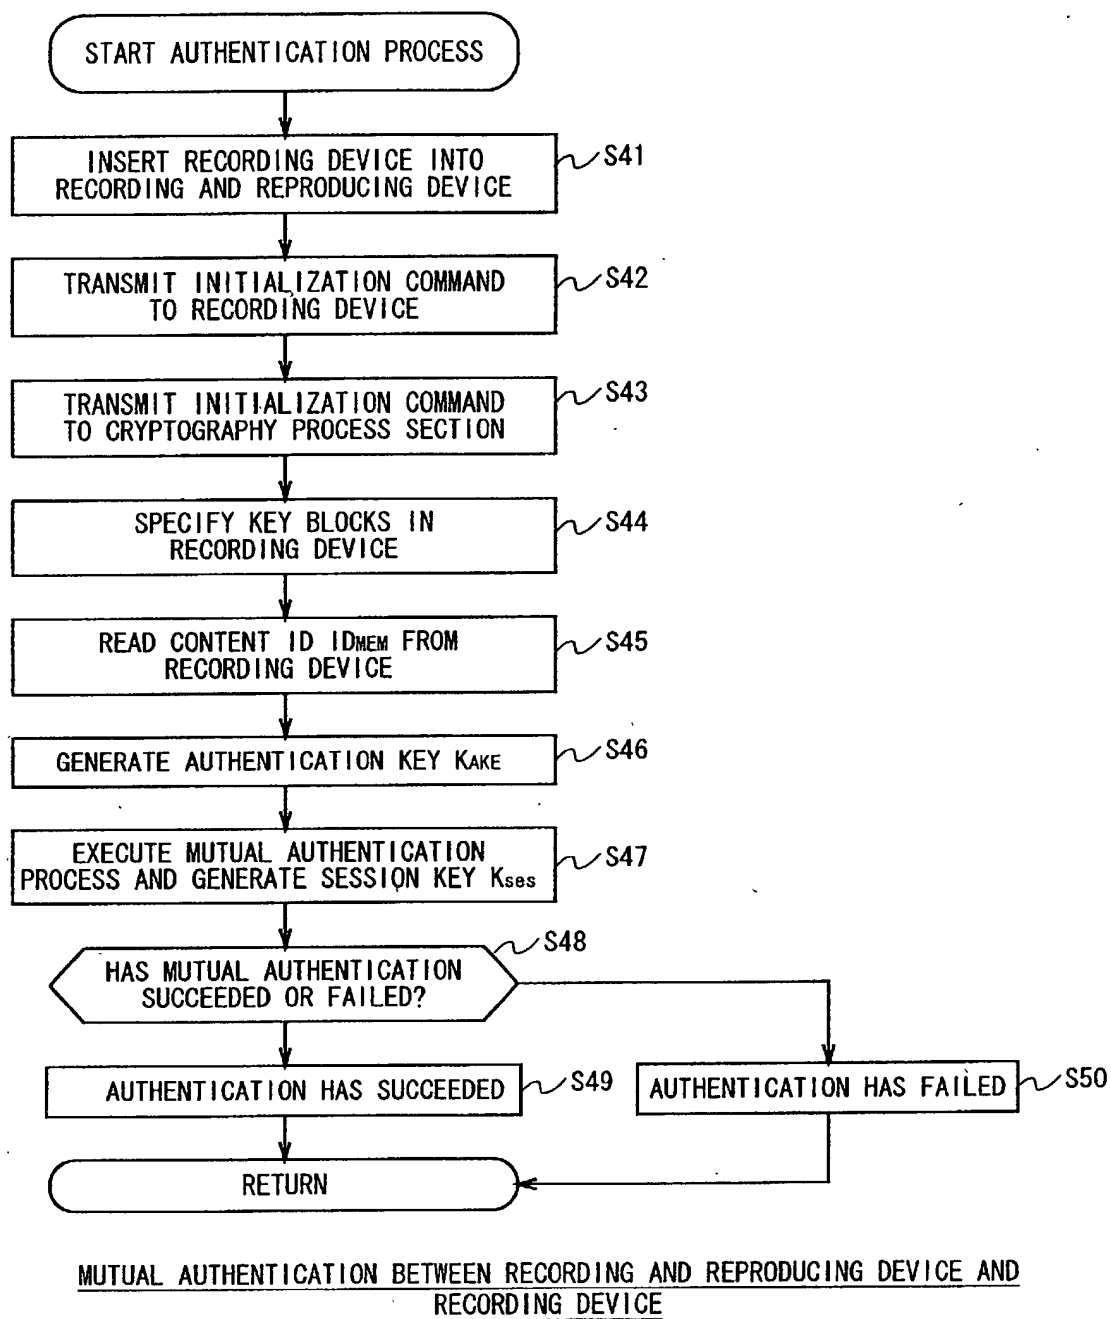 START AUTHENTICATION PROCESS
INSERT RECORDING DEVICE INTO
RECORDING AND REPRODUCING DEVICE
S41
TRANSMIT INITIALIZATION COMMAND
TO RECORDING DEVICE
S42
TRANSMIT INITIALIZATION COMMAND
TO CRYPTOGRAPHY PROCESS SECTION
S43
SPECIFY KEY BLOCKS IN
RECORDING DEVICE
S44
READ CONTENT ID IDMEM FROM
RECORDING DEVICE
S45
GENERATE AUTHENTICATION KEY KAKE
S46
EXECUTE MUTUAL AUTHENTICATION
PROCESS AND GENERATE SESSION KEY Kses
S47
HAS MUTUAL AUTHENTICATION
SUCCEEDED OR FAILED?
S48
AUTHENTICATION HAS SUCCEEDED
S49
AUTHENTICATION HAS FAILED
S50
RETURN
MUTUAL AUTHENTICATION BETWEEN RECORDING AND REPRODUCING DEVICE AND
RECORDING DEVICE